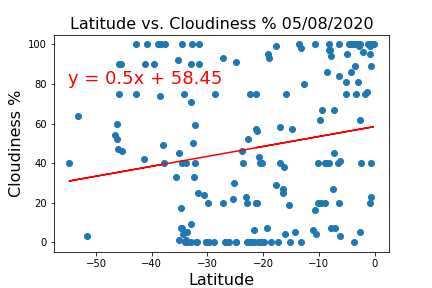 Latitude vs. Cloudiness % 05/08/2020
100
80
y = 0.5x + 58.45
60
40
20
0
Cloudiness %
−50 −40 −30 −20 −10 0
Latitude